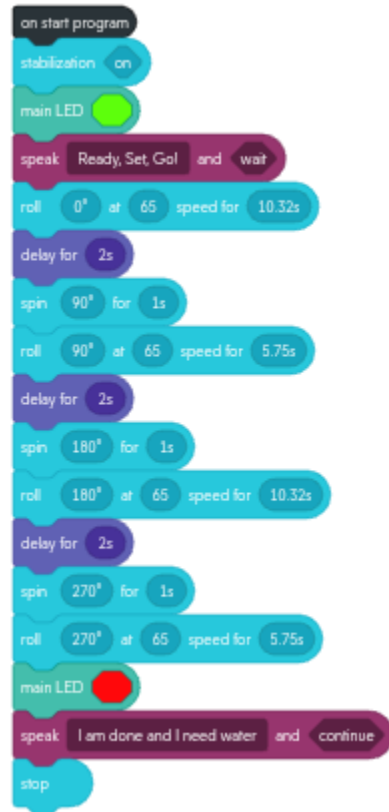 on start program
stabilization on
main LED
speak Ready, Set, Go! and wait
roll 0° at 65 speed for 10.32s
delay for 2s
spin 90° for 1s
roll 90° at 65 speed for 5.75s
delay for 2s
spin 180° for 1s
roll 180° at 65 speed for 10.32s
delay for 2s
spin 270° for 1s
roll 270° at 65 speed for 5.75s
main LED
speak I am done and I need water and continue
stop